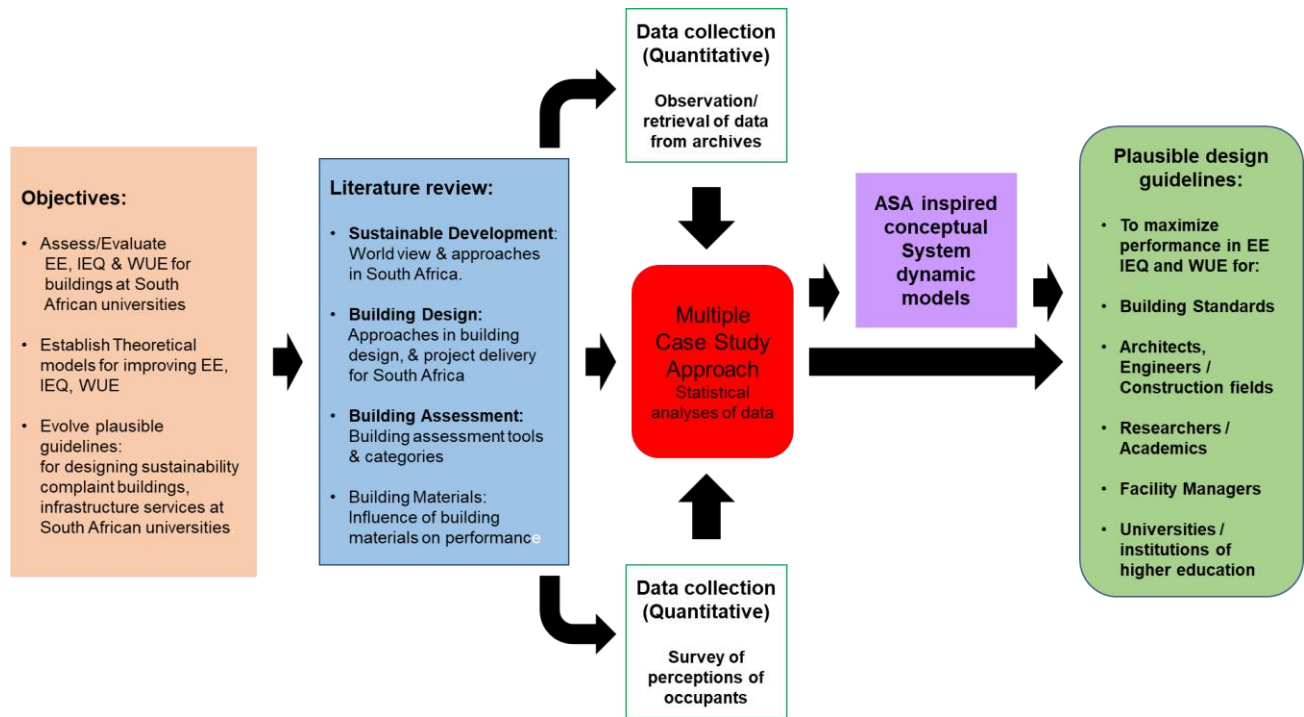 Objectives:
• Assess/Evaluate
EE, IEQ & WUE for
buildings at South
African universities
• Establish Theoretical
models for improving EE,
IEQ, WUE
• Evolve plausible
guidelines:
for designing sustainability
complaint buildings,
infrastructure services at
South African universities
Literature review:
• Sustainable Development:
World view & approaches
in South Africa.
• Building Design:
Approaches in building
design, & project delivery
for South Africa
• Building Assessment:
Building assessment tools
& categories
• Building Materials:
Influence of building
materials on performance
Data collection
(Quantitative)
Observation/
retrieval of data
from archives
Multiple
Case Study
Approach
Statistical
analyses of data
Data collection
(Quantitative)
Survey of
perceptions of
occupants
ASA inspired
conceptual
System
dynamic
models
Plausible design
guidelines:
• To maximize
performance in EE
IEQ and WUE for:
• Building Standards
• Architects,
Engineers /
Construction fields
• Researchers /
Academics
• Facility Managers
• Universities /
institutions of
higher education